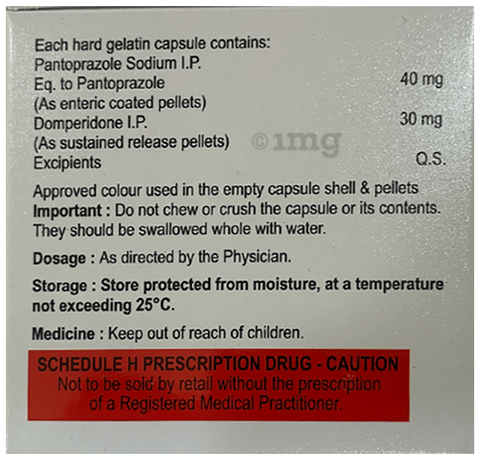 Each hard gelatin capsule contains:
Pantoprazole Sodium I.P.
Eq. to Pantoprazole 40 mg
(As enteric coated pellets)
Domperidone I.P. 30 mg
(As sustained release pellets)
©1mg
Excipients Q.S.
Approved colour used in the empty capsule shell & pellets
Important : Do not chew or crush the capsule or its contents.
They should be swallowed whole with water.
Dosage : As directed by the Physician.
Storage : Store protected from moisture, at a temperature
not exceeding 25°C.
Medicine : Keep out of reach of children.
SCHEDULE H PRESCRIPTION DRUG - CAUTION
Not to be sold by retail without the prescription
of a Registered Medical Practitioner.